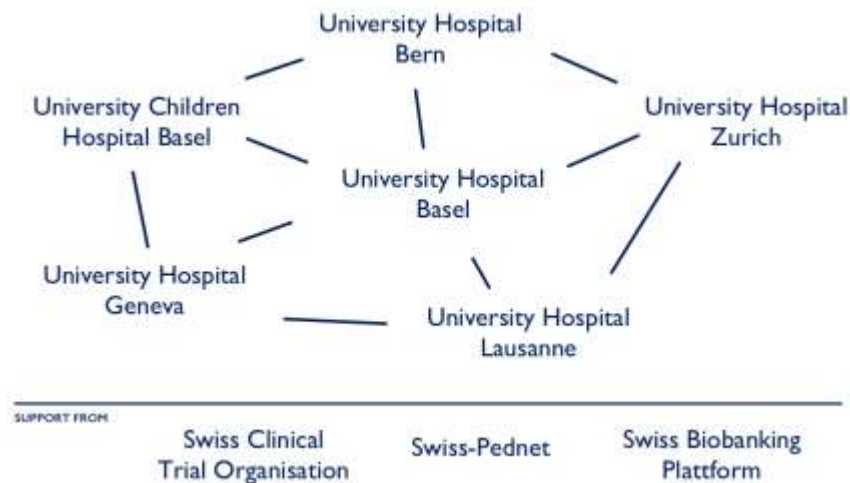 University Hospital
Bern
University Children
Hospital Basel
University Hospital
Zurich
University Hospital
Basel
University Hospital
Geneva
University Hospital
Lausanne
SUPPORT FROM
Swiss Clinical
Trial Organisation
Swiss-Pednet
Swiss Biobanking
Plattform